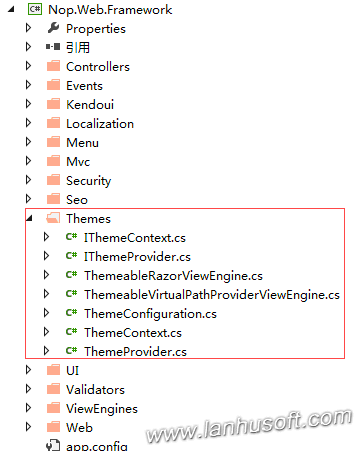 Nop.Web.Framework
Properties
引用
Controllers
Events
Kendoui
Localization
Menu
Mvc
Security
Seo
Themes
IThemeContext.cs
IThemeProvider.cs
ThemeableRazorViewEngine.cs
ThemeableVirtualPathProviderViewEngine.cs
ThemeConfiguration.cs
ThemeContext.cs
ThemeProvider.cs
UI
Validators
ViewEngines
Web
app.config
www.lanhusoft.com